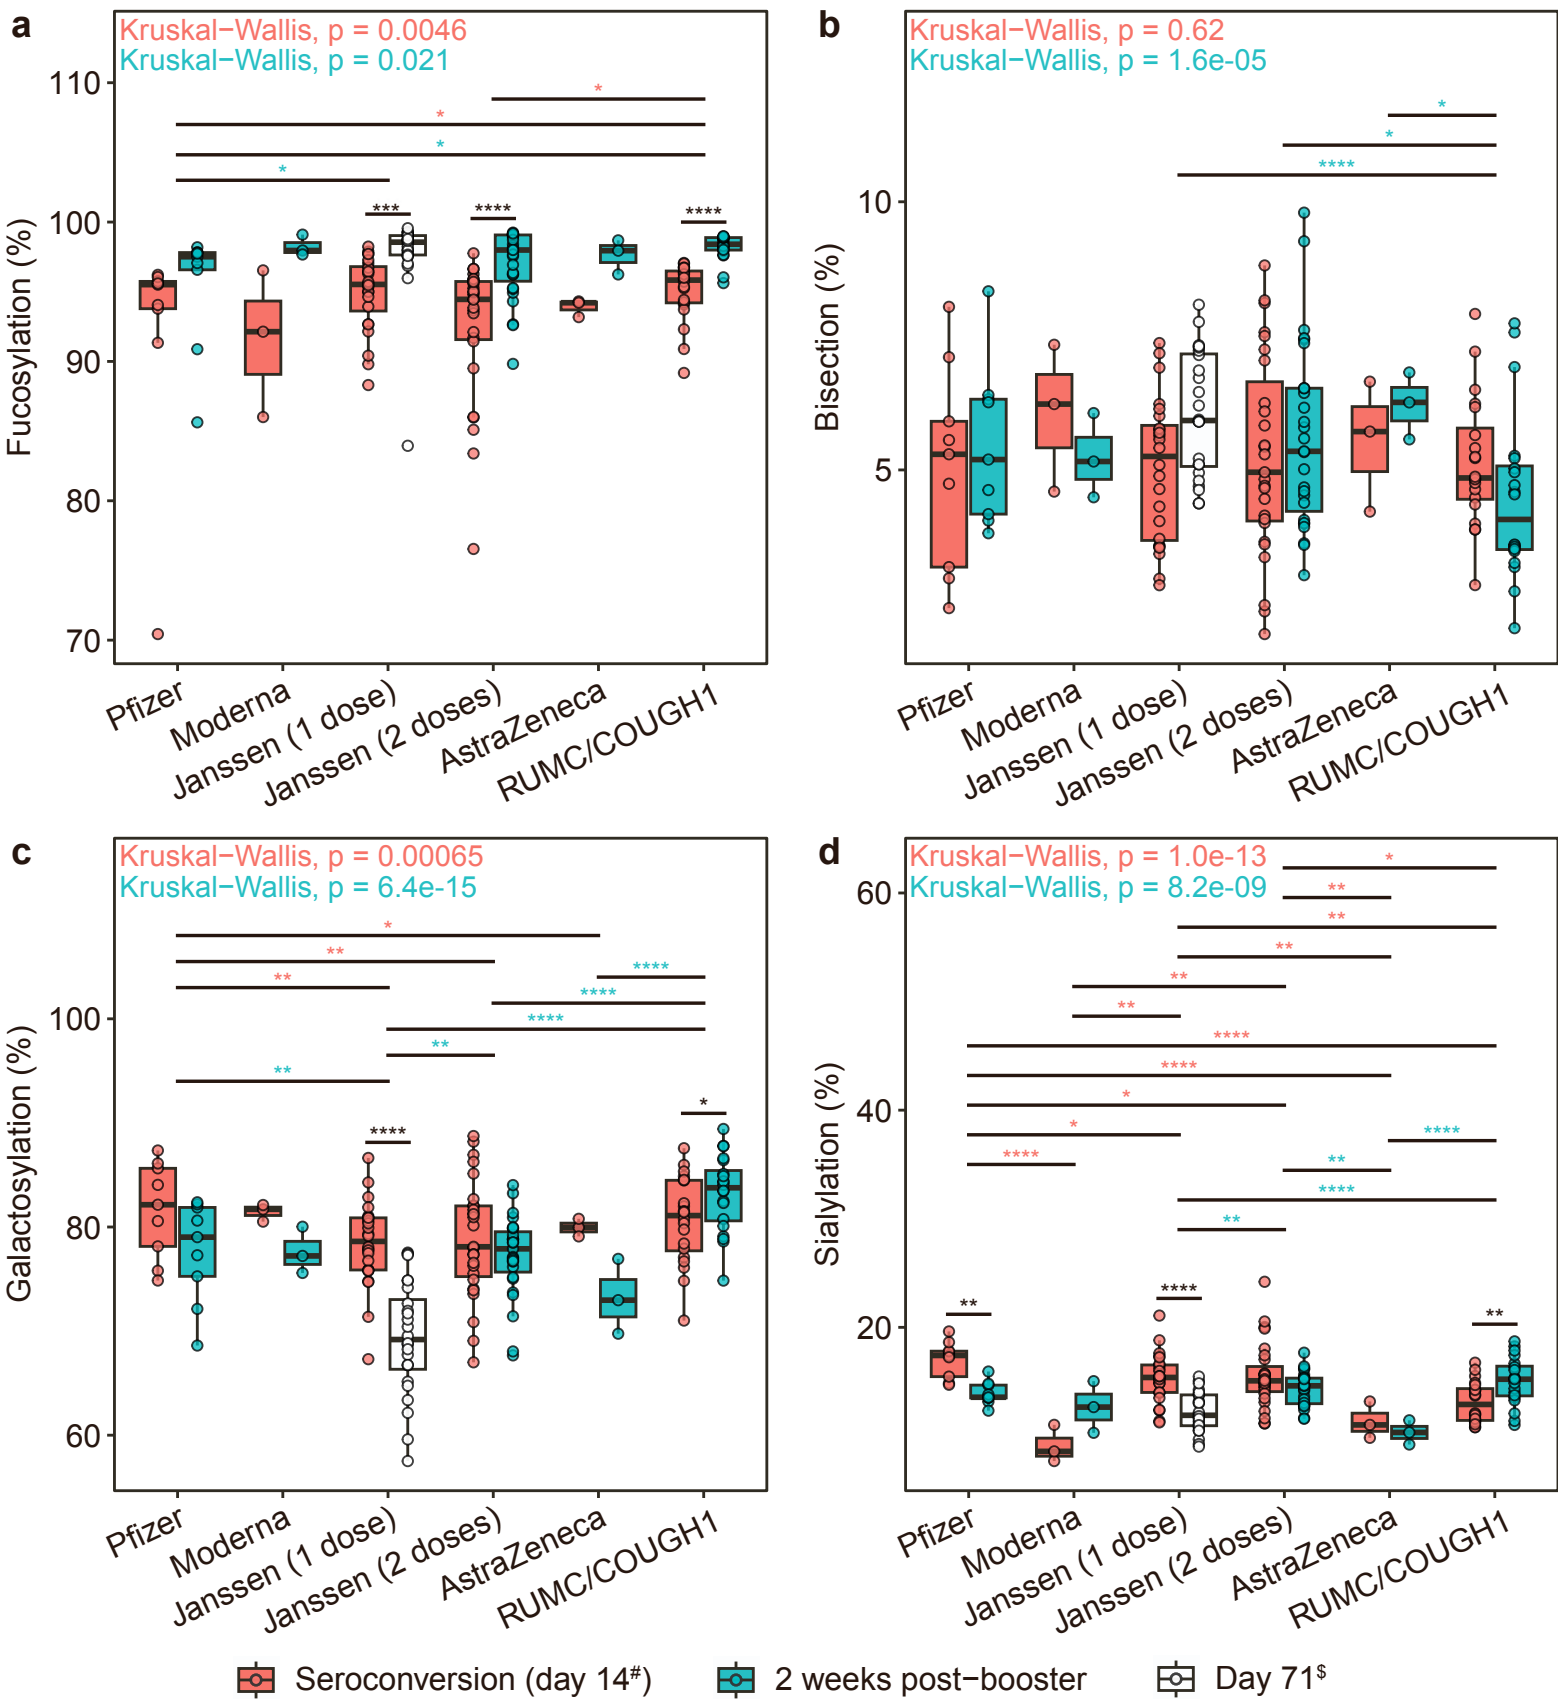 a
Kruskal−Wallis, p = 0.0046
Kruskal−Wallis, p = 0.021
Fucosylation (%)
110
100
90
80
70
*
*
*
*
***
****
****
Pfizer
Moderna
Janssen (1 dose)
Janssen (2 doses)
AstraZeneca
RUMC/COUGH1
b
Kruskal−Wallis, p = 0.62
Kruskal−Wallis, p = 1.6e-05
Bisection (%)
10
5
*
*
****
Pfizer
Moderna
Janssen (1 dose)
Janssen (2 doses)
AstraZeneca
RUMC/COUGH1
c
Kruskal−Wallis, p = 0.00065
Kruskal−Wallis, p = 6.4e-15
Galactosylation (%)
100
80
60
*
**
**
****
****
****
**
**
*
****
Pfizer
Moderna
Janssen (1 dose)
Janssen (2 doses)
AstraZeneca
RUMC/COUGH1
d
Kruskal−Wallis, p = 1.0e-13
Kruskal−Wallis, p = 8.2e-09
Sialylation (%)
60
40
20
*
**
**
**
**
**
****
****
*
*
****
****
**
****
**
**
****
**
Pfizer
Moderna
Janssen (1 dose)
Janssen (2 doses)
AstraZeneca
RUMC/COUGH1
Seroconversion (day 14#)
2 weeks post−booster
Day 71$